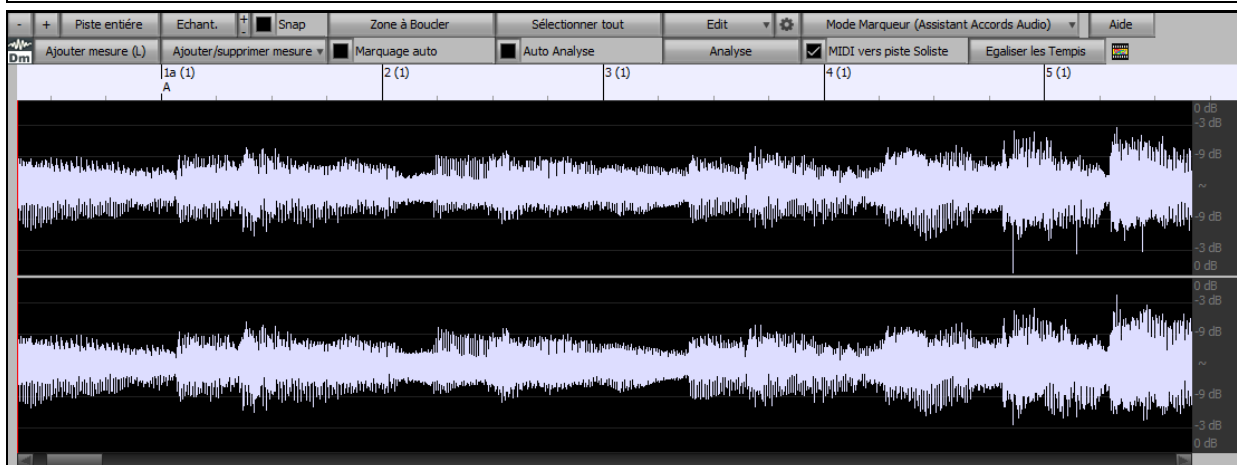 - + Piste entiére Echant. + - Snap Zone à Boucler Sélectionner tout Edit Mode Marqueur (Assistant Accords Audio) Aide
Dm Ajouter mesure (L) Ajouter/supprimer mesure Marquage auto Auto Analyse Analyse MIDI vers piste Soliste Egaliser les Tempis
1a (1) 2 (1) 3 (1) 4 (1) 5 (1)
A
0 dB
-3 dB
-9 dB
~
-9 dB
-3 dB
0 dB
0 dB
-3 dB
-9 dB
~
-9 dB
-3 dB
0 dB